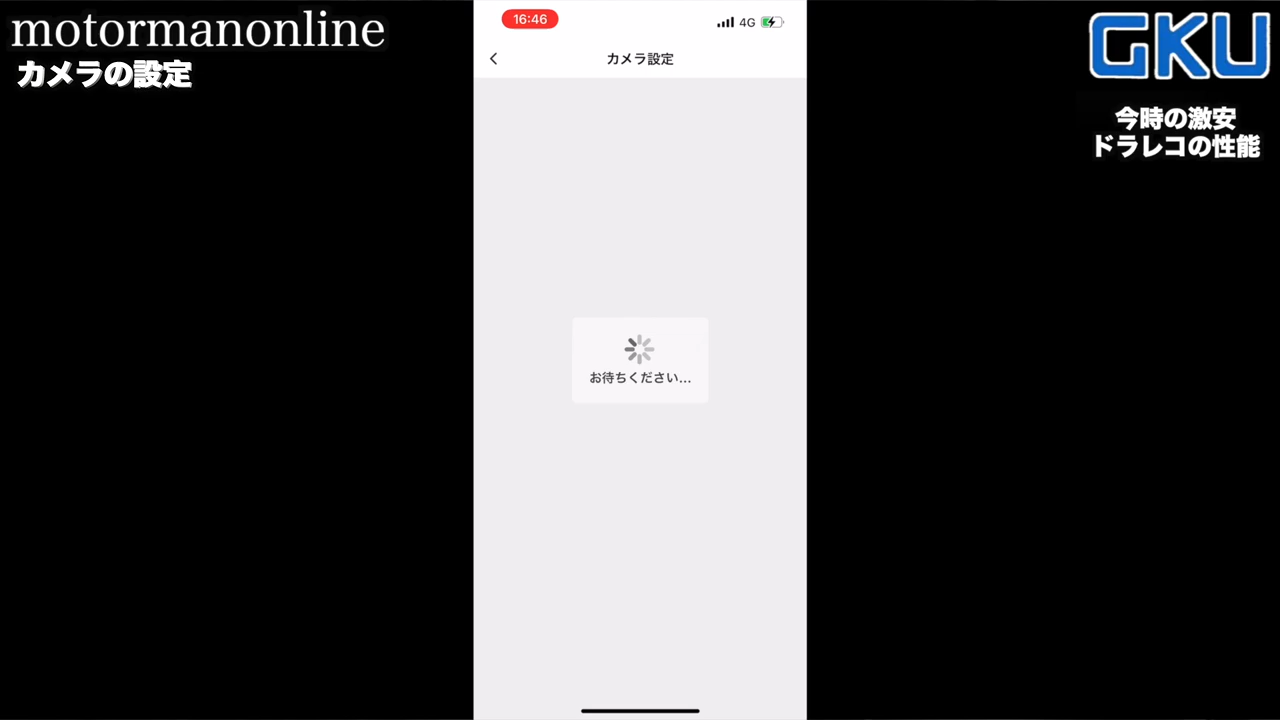 motormanonline
カメラの設定
16:46
4G
カメラ設定
お待ちください...
GKU
今時の激安
ドラレコの性能